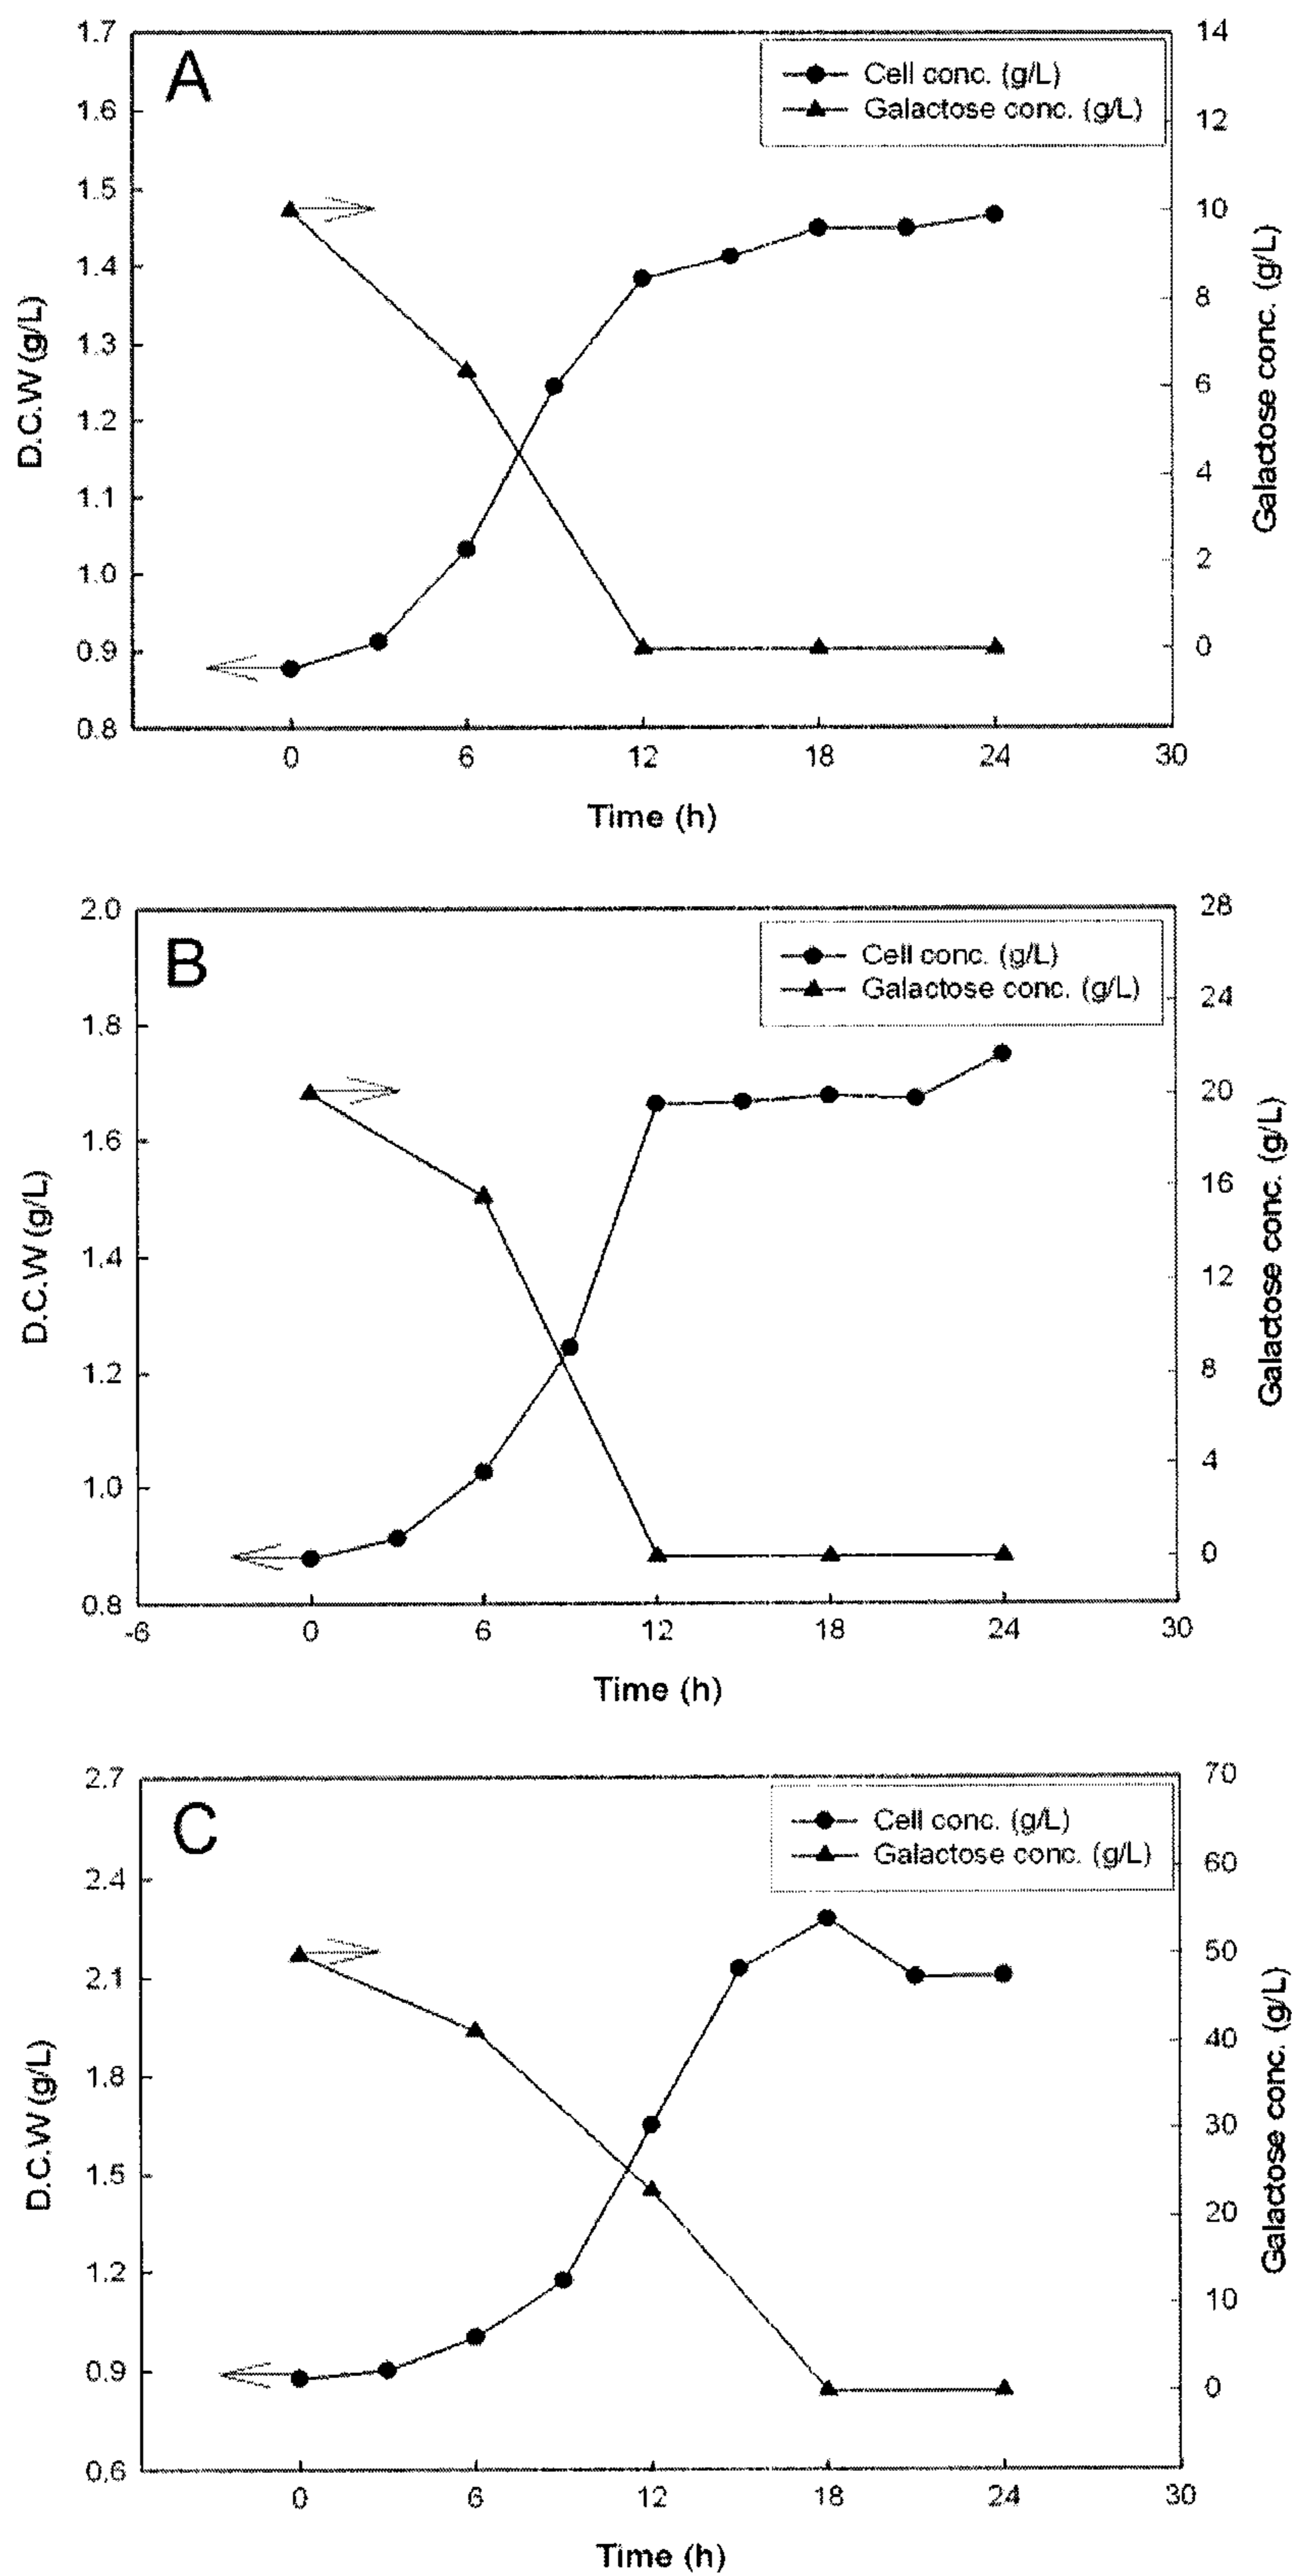 A
Cell conc. (g/L)
Galactose conc. (g/L)
1.7
1.6
1.5
1.4
1.3
1.2
1.1
1.0
0.9
0.8
D.C.W (g/L)
14
12
10
8
6
4
2
0
Galactose conc. (g/L)
0 6 12 18 24 30
Time (h)
B
Cell conc. (g/L)
Galactose conc. (g/L)
2.0
1.8
1.6
1.4
1.2
1.0
0.8
D.C.W (g/L)
28
24
20
16
12
8
4
0
Galactose conc. (g/L)
-6 0 6 12 18 24 30
Time (h)
C
Cell conc. (g/L)
Galactose conc. (g/L)
2.7
2.4
2.1
1.8
1.5
1.2
0.9
0.6
D.C.W (g/L)
70
60
50
40
30
20
10
0
Galactose conc. (g/L)
0 6 12 18 24 30
Time (h)